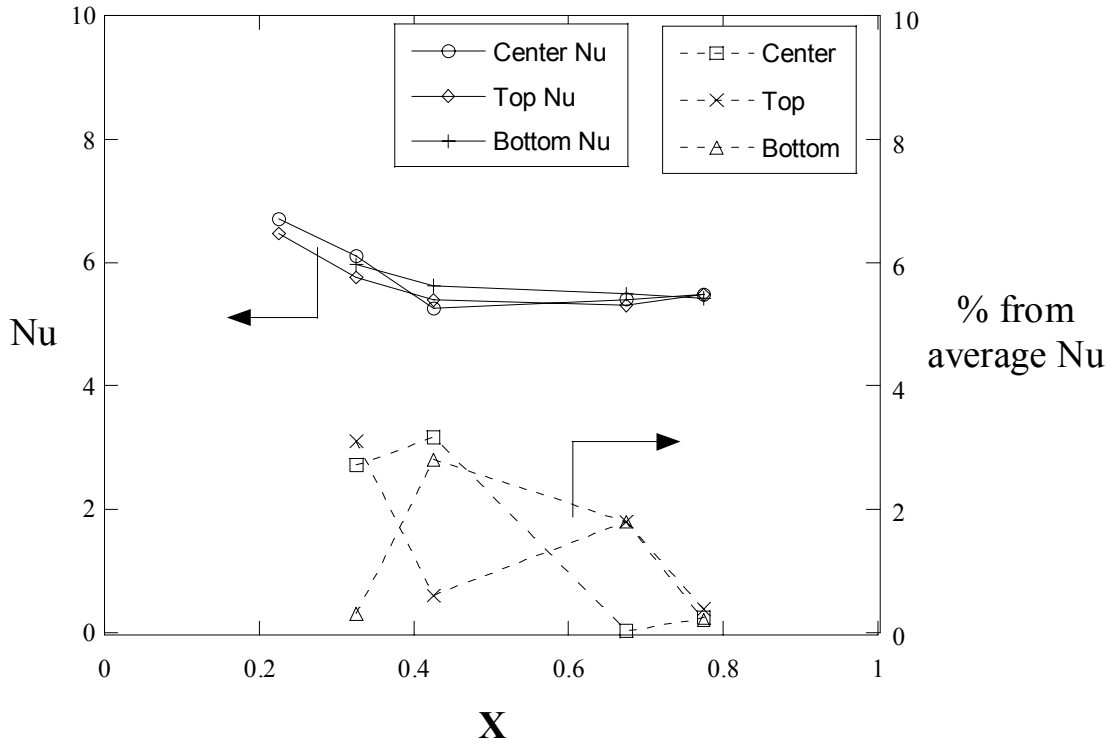 10
8
6
4
2
0
Nu
Center Nu
Top Nu
Bottom Nu
Center
Top
Bottom
10
8
6
4
2
0
% from
average Nu
0 0.2 0.4 0.6 0.8 1
X